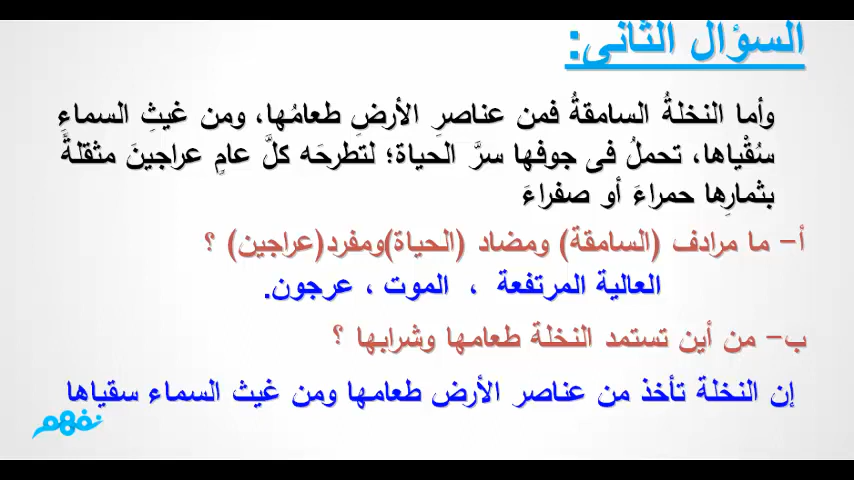 السؤال الثانى:
وأما النخلةُ السامقةُ فمن عناصرِ الأرضِ طعامُها، ومن غيثِ السماءِ
سُقْياها، تحملُ فى جوفها سرَّ الحياة؛ لتطرحَه كلَّ عامٍ عراجينَ مثقلةً
بثمارِها حمراءَ أو صفراءَ
أ- ما مرادف (السامقة) ومضاد (الحياة)ومفرد(عراجين) ؟
العالية المرتفعة ، الموت ، عرجون.
ب- من أين تستمد النخلة طعامها وشرابها ؟
إن النخلة تأخذ من عناصر الأرض طعامها ومن غيث السماء سقياها
نفهم